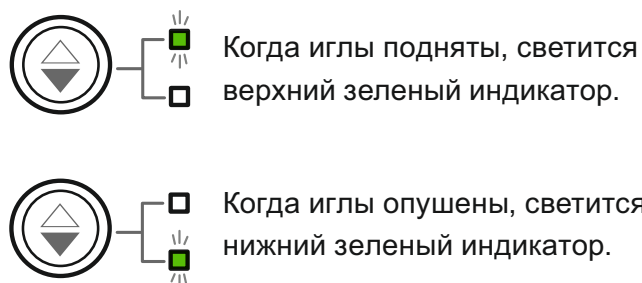 Когда иглы подняты, светится
верхний зеленый индикатор.
Когда иглы опушены, светится
нижний зеленый индикатор.